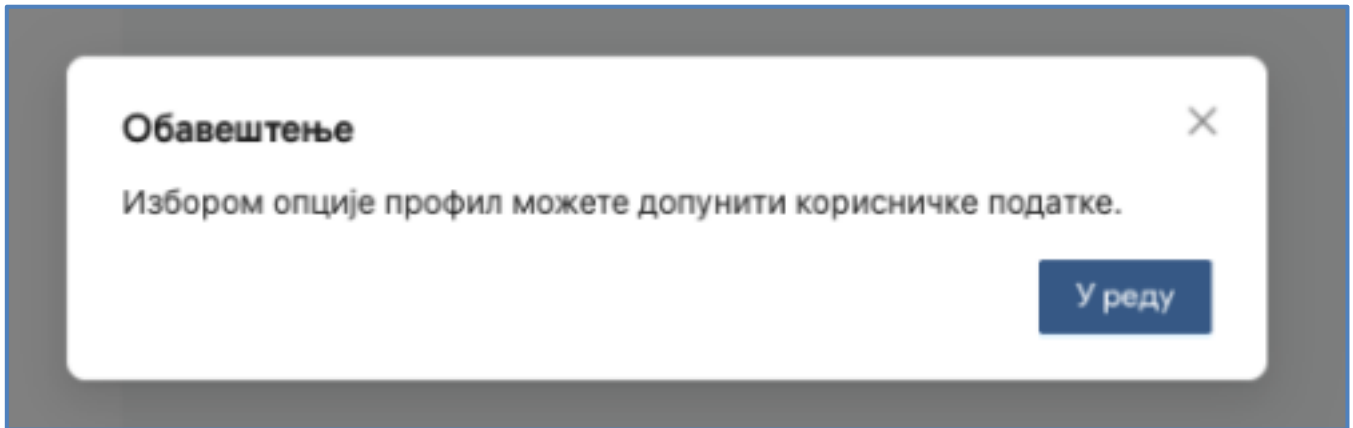 Обавештење
Избором опције профил можете допунити корисничке податке.
У реду